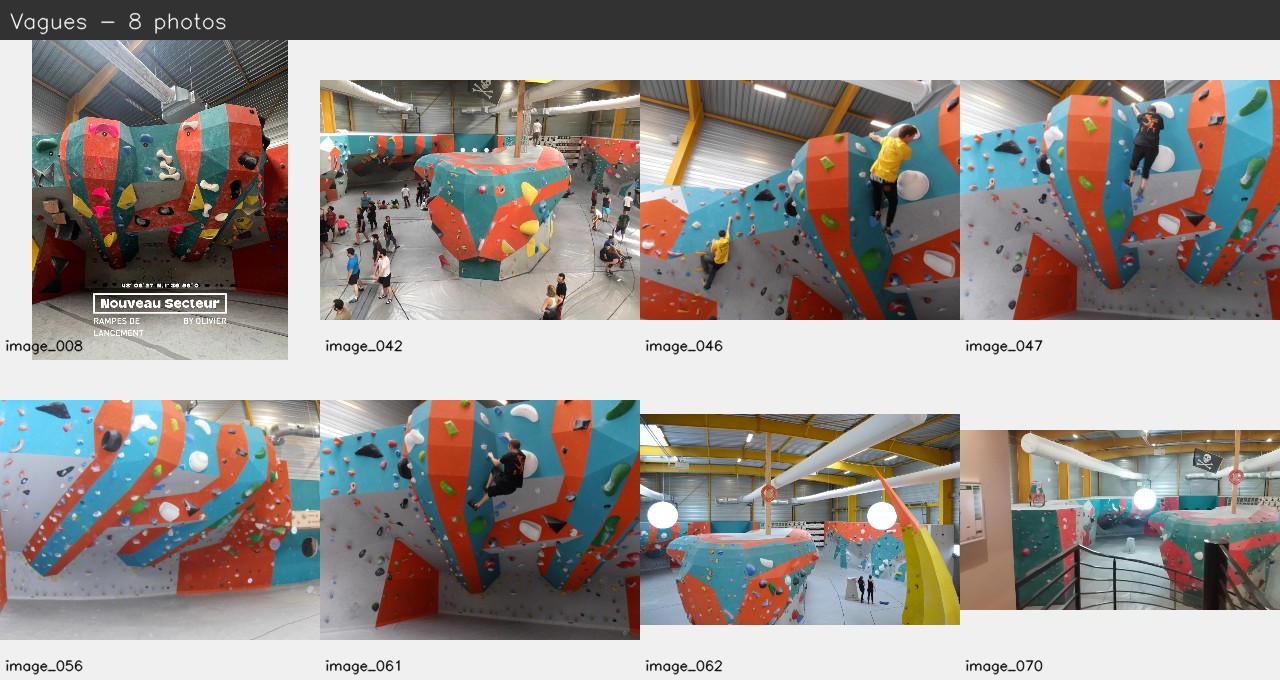 Vagues – 8 photos
Nouveau Secteur
RAMPES DE LANCEMENT
BY OLIVIER
image_008
image_042
image_046
image_047
image_056
image_061
image_062
image_070